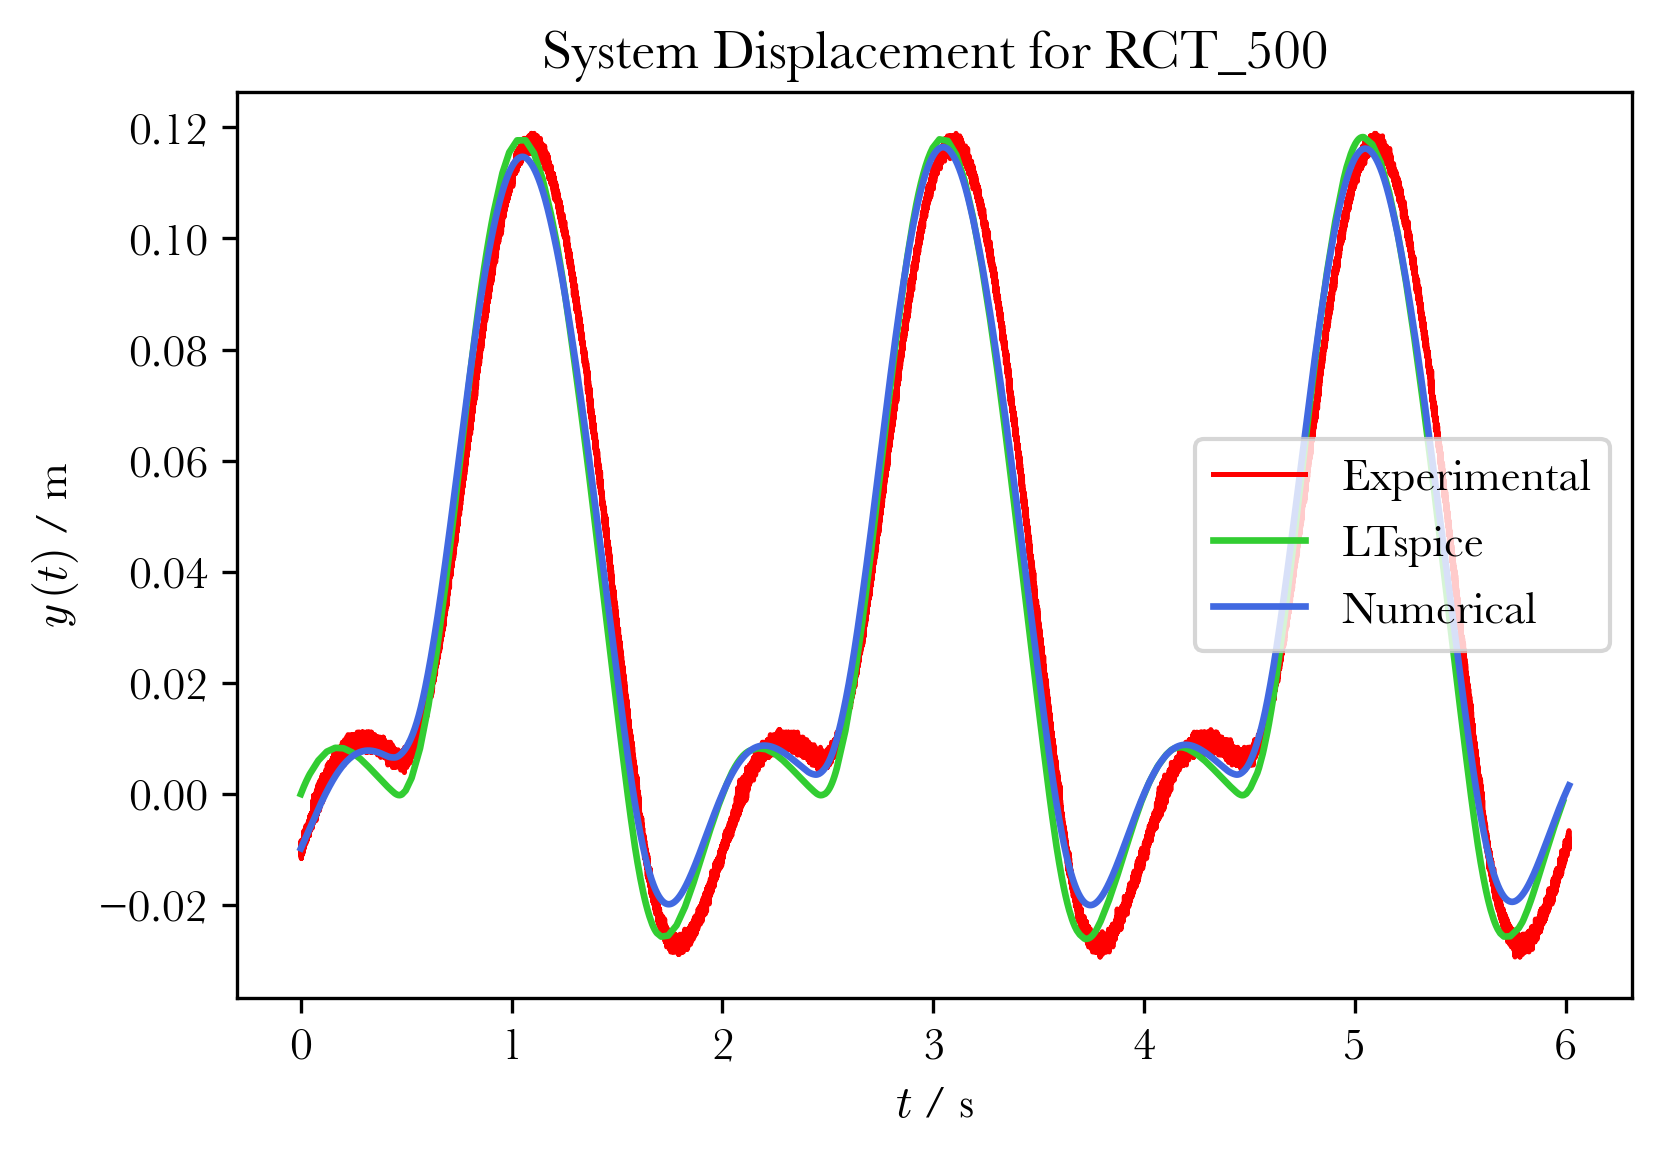 System Displacement for RCT_500
0.12
0.10
0.08
0.06
0.04
0.02
0.00
−0.02
y(t) / m
Experimental
LTspice
Numerical
0 1 2 3 4 5 6
t / s